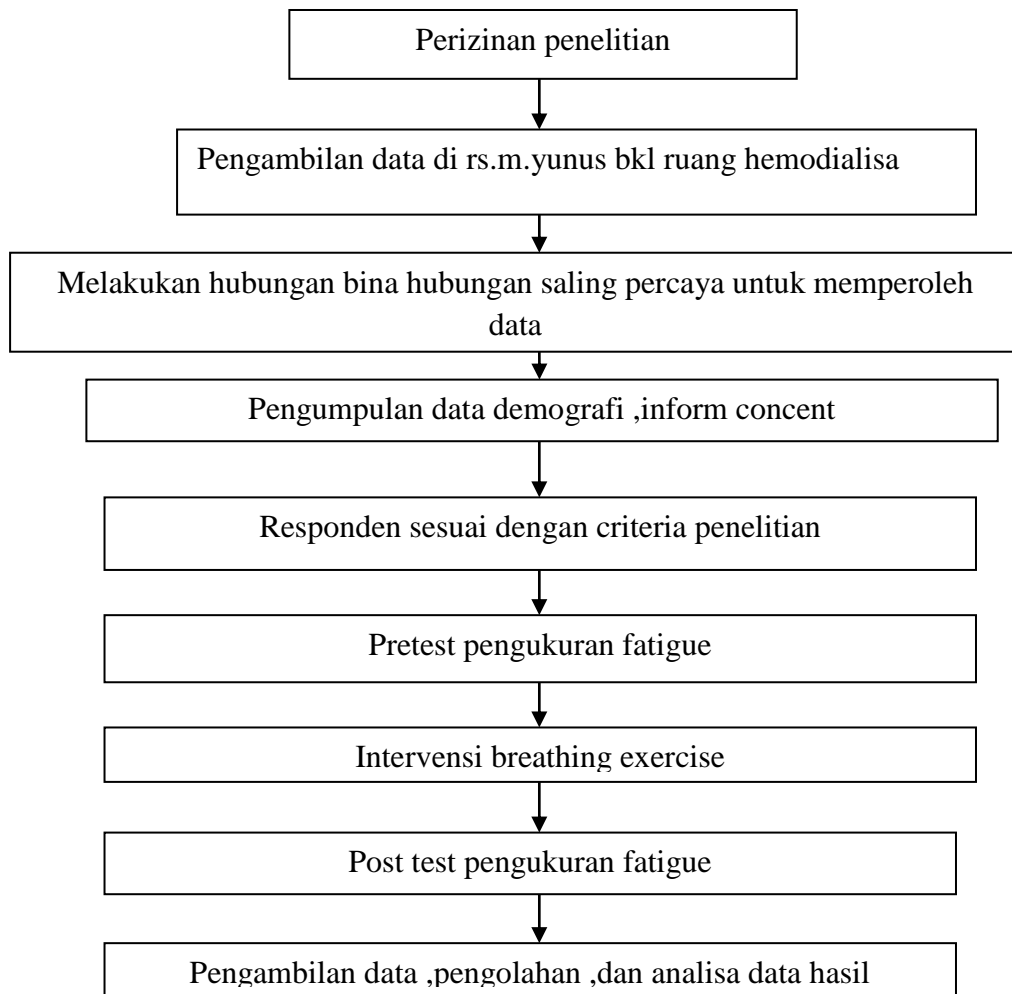 Perizinan penelitian
Pengambilan data di rs.m.yunus bkl ruang hemodialisa
Melakukan hubungan bina hubungan saling percaya untuk memperoleh
data
Pengumpulan data demografi ,inform concent
Responden sesuai dengan criteria penelitian
Pretest pengukuran fatigue
Intervensi breathing exercise
Post test pengukuran fatigue
Pengambilan data ,pengolahan ,dan analisa data hasil